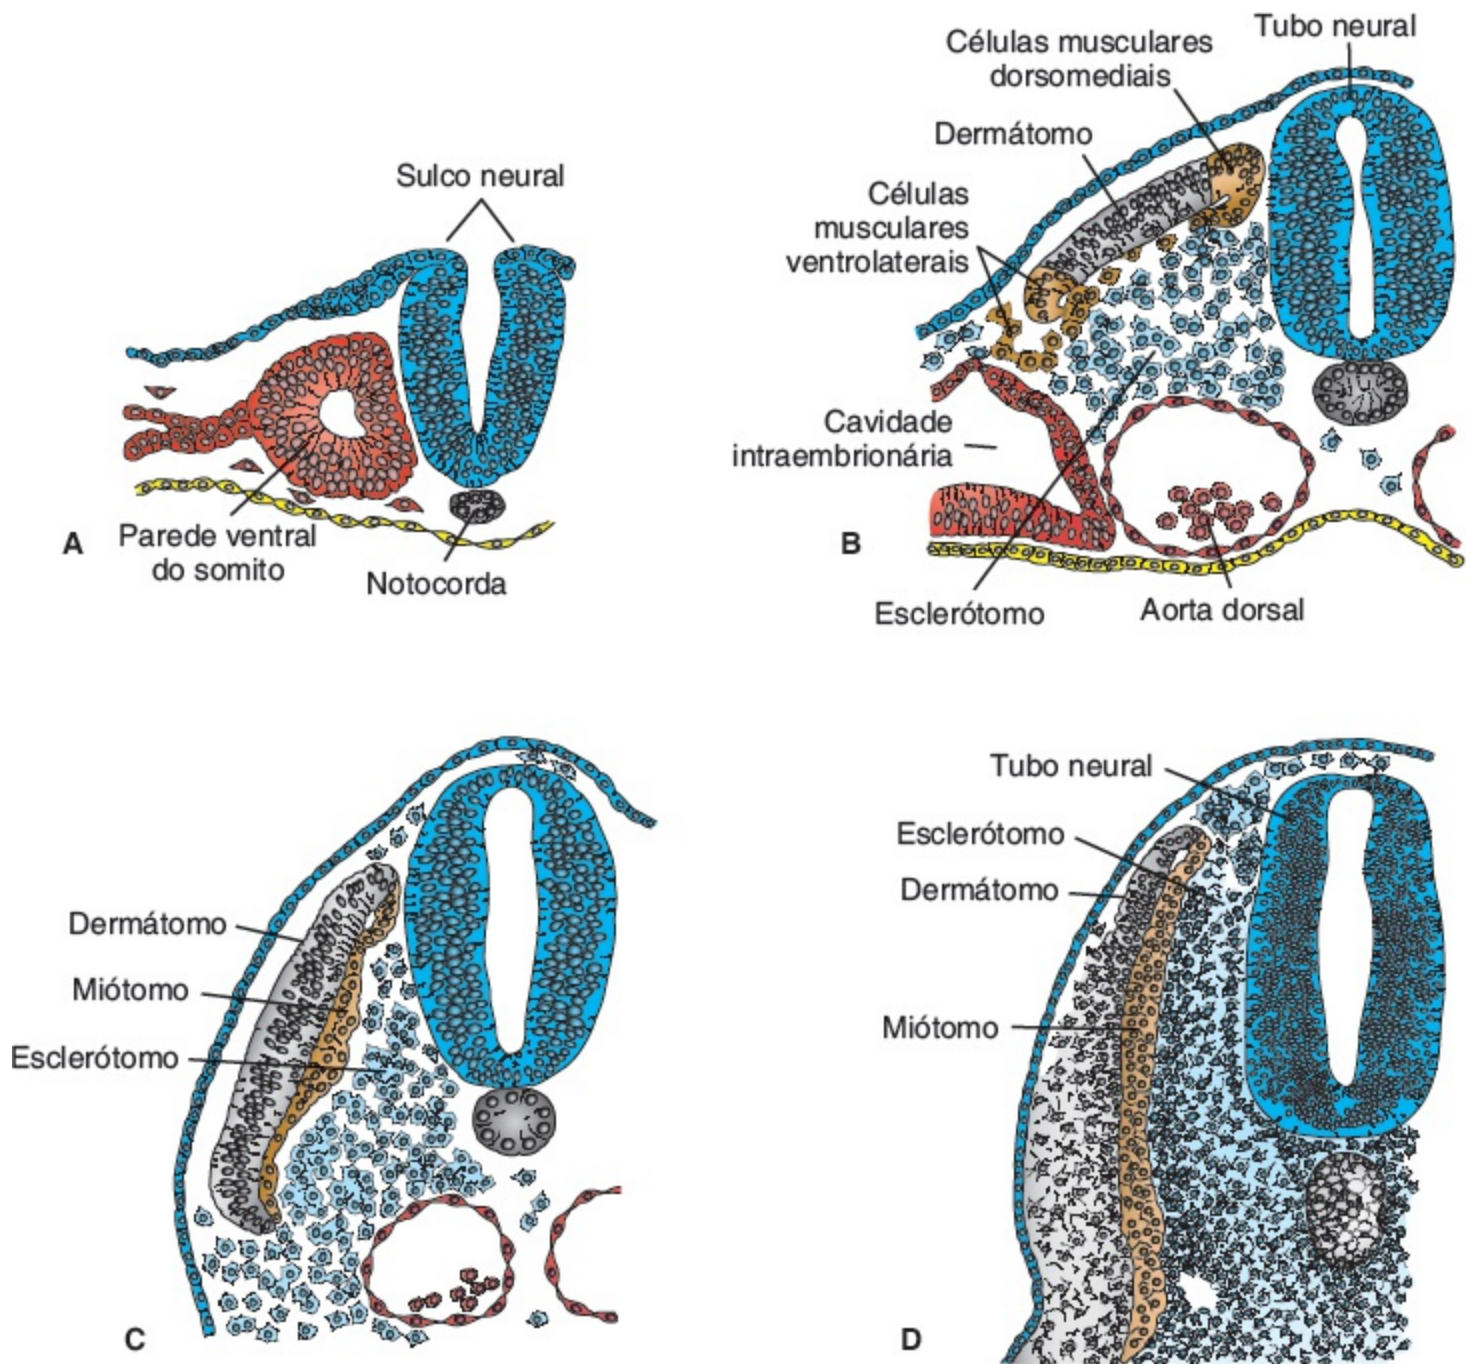 Sulco neural
Parede ventral
do somito
Notocorda
A
Células musculares
dorsomediais
Tubo neural
Dermátomo
Células
musculares
ventrolaterais
Cavidade
intraembrionária
B
Esclerótomo
Aorta dorsal
Dermátomo
Miótomo
Esclerótomo
C
Tubo neural
Esclerótomo
Dermátomo
Miótomo
D